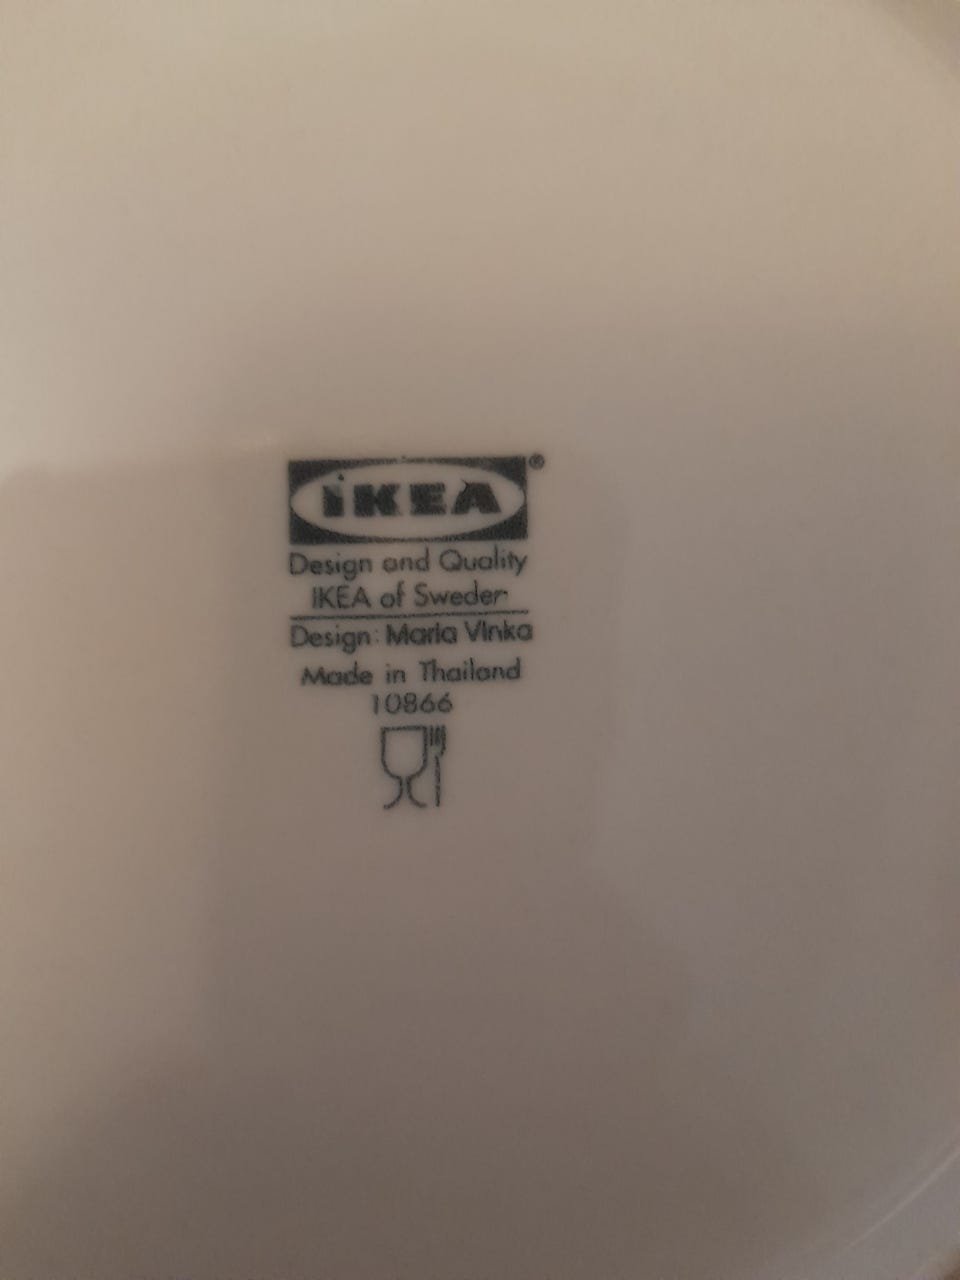 IKEA®
Design and Quality
IKEA of Sweden
Design: Maria Vinka
Made in Thailand
10866